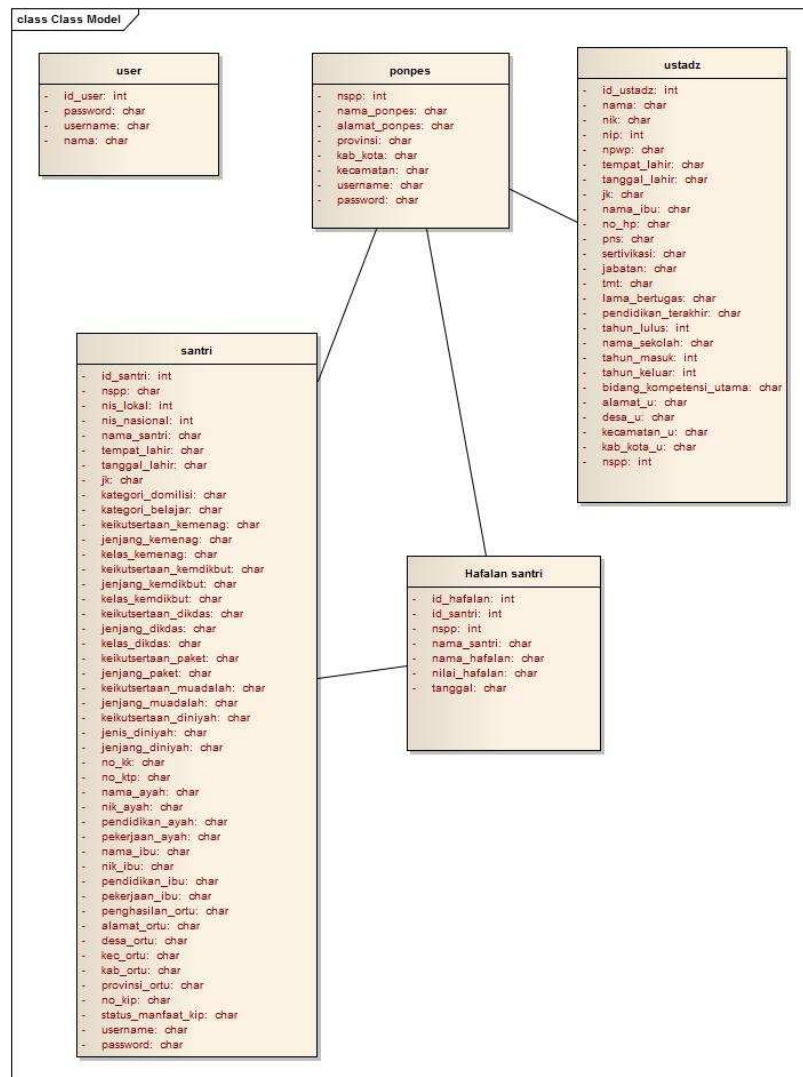 class Class Model
user
- id_user: int
- password: char
- username: char
- nama: char
ponpes
- nspp: int
- nama_ponpes: char
- alamat_ponpes: char
- provinsi: char
- kab_kota: char
- kecamatan: char
- username: char
- password: char
ustadz
- id_ustadz: int
- nama: char
- nik: char
- nip: int
- npwp: char
- tempat_lahir: char
- tanggal_lahir: char
- jk: char
- nama_ibu: char
- no_hp: char
- pns: char
- sertivikasi: char
- jabatan: char
- tmt: char
- lama_bertugas: char
- pendidikan_terakhir: char
- tahun_lulus: int
- nama_sekolah: char
- tahun_masuk: int
- tahun_keluar: int
- bidang_kompetensi_utama: char
- alamat_u: char
- desa_u: char
- kecamatan_u: char
- kab_kota_u: char
- nspp: int
santri
- id_santri: int
- nspp: char
- nis_lokal: int
- nis_nasional: int
- nama_santri: char
- tempat_lahir: char
- tanggal_lahir: char
- jk: char
- kategori_domilisi: char
- kategori_belajar: char
- keikutsertaan_kemenag: char
- jenjang_kemenag: char
- kelas_kemenag: char
- keikutsertaan_kemdikbut: char
- jenjang_kemdikbut: char
- kelas_kemdikbut: char
- keikutsertaan_dikdas: char
- jenjang_dikdas: char
- kelas_dikdas: char
- keikutsertaan_paket: char
- jenjang_paket: char
- keikutsertaan_muadalah: char
- jenjang_muadalah: char
- keikutsertaan_diniyah: char
- jenis_diniyah: char
- jenjang_diniyah: char
- no_kk: char
- no_ktp: char
- nama_ayah: char
- nik_ayah: char
- pendidikan_ayah: char
- pekerjaan_ayah: char
- nama_ibu: char
- nik_ibu: char
- pendidikan_ibu: char
- pekerjaan_ibu: char
- penghasilan_ortu: char
- alamat_ortu: char
- desa_ortu: char
- kec_ortu: char
- kab_ortu: char
- provinsi_ortu: char
- no_kip: char
- status_manfaat_kip: char
- username: char
- password: char
Hafalan santri
- id_hafalan: int
- id_santri: int
- nspp: int
- nama_santri: char
- nama_hafalan: char
- nilai_hafalan: char
- tanggal: char